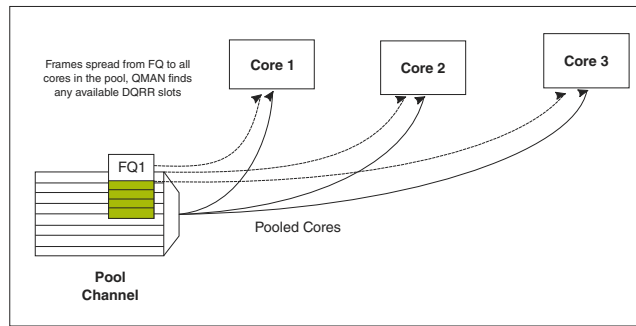 Frames spread from FQ to all
cores in the pool, QMAN finds
any available DQRR slots
Core 1
Core 2
Core 3
FQ1
Pooled Cores
Pool
Channel